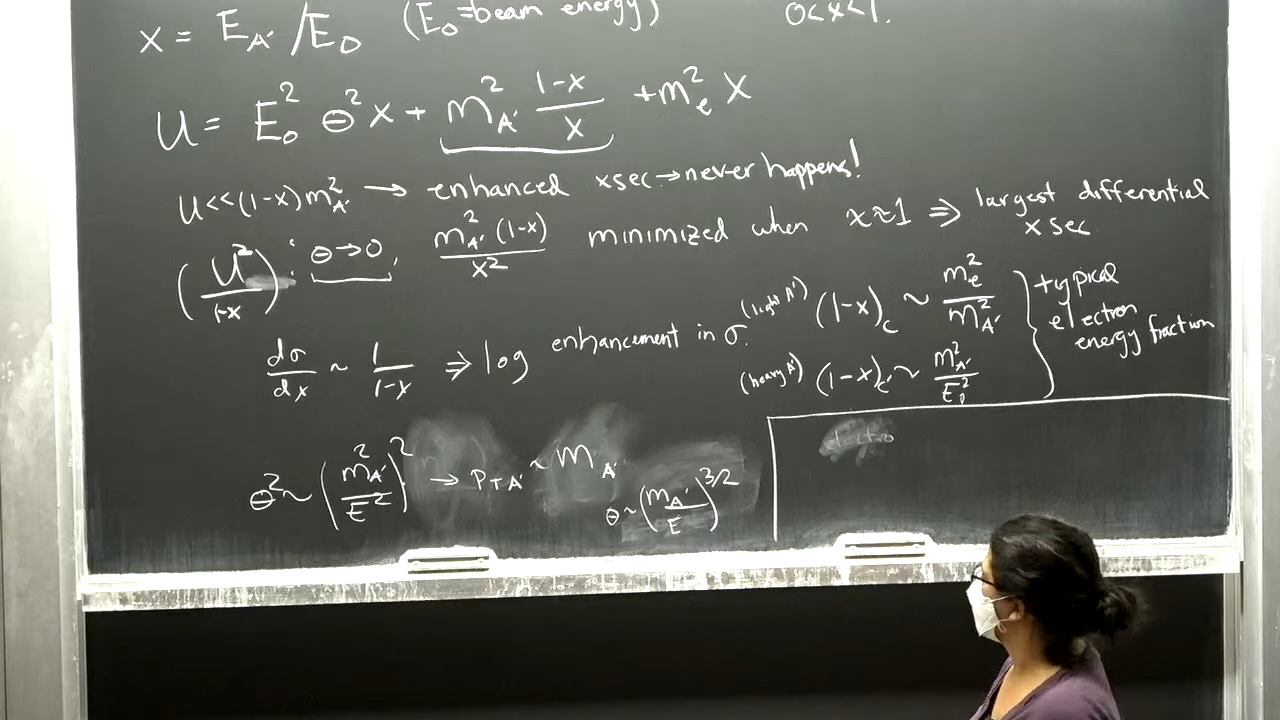 x = E_A' / E_0 (E_0 = beam energy) 0<x<1.
U = E_0^2 θ^2 x + m_A'^2 (1-x)/x + m_e^2 x
U << (1-x) m_A'^2 → enhanced xsec. → never happens!
(U^2/(1-x)) : θ→0, m_A'^2 (1-x)/x^2 minimized when x≈1 ⇒ largest differential xsec
(light A') (1-x)_c ~ m_e^2/m_A'^2
(heavy A') (1-x)_c ~ m_A'^2/E_0^2
} typical
electron
energy fraction
dσ/dx ~ 1/(1-x) ⇒ log enhancement in σ.
θ^2 ~ (m_A'^2/E^2)^2 → p_TA' ~ m_A'
θ ~ (m_A'/E)^3/2
electro